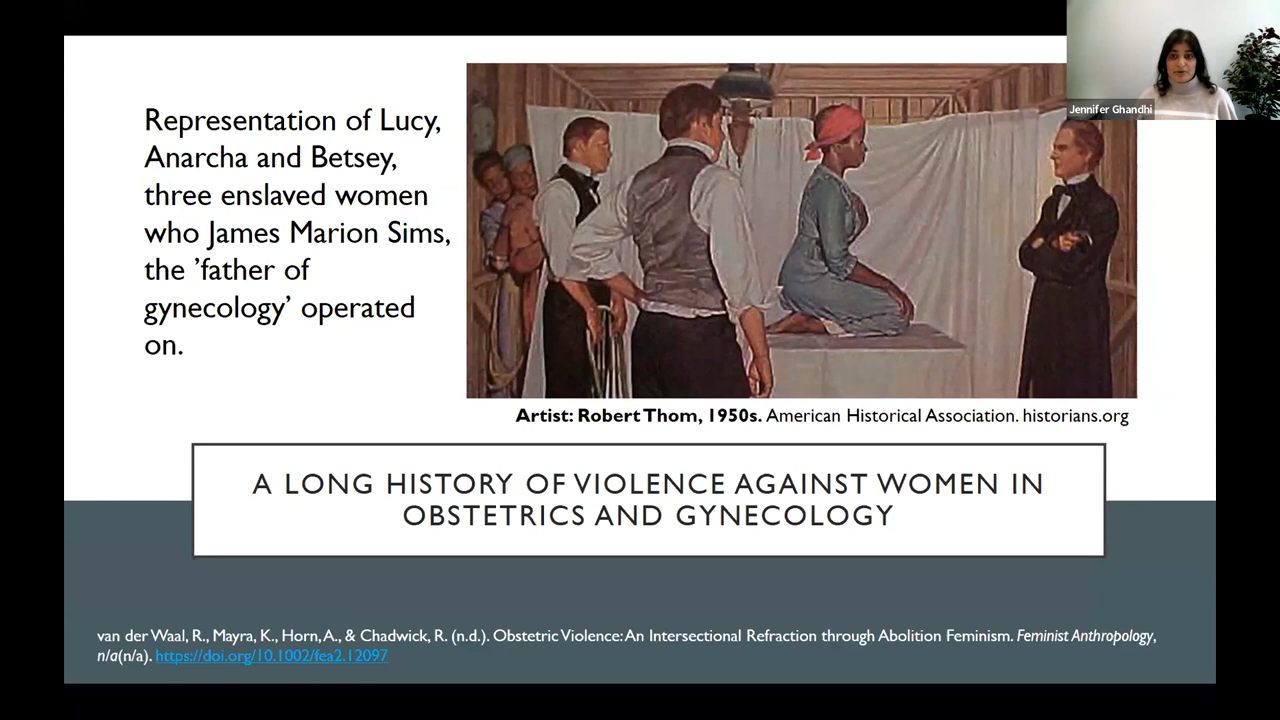 Jennifer Ghandhi
Representation of Lucy,
Anarcha and Betsey,
three enslaved women
who James Marion Sims,
the ’father of
gynecology’ operated
on.
Artist: Robert Thom, 1950s. American Historical Association. historians.org
A LONG HISTORY OF VIOLENCE AGAINST WOMEN IN
OBSTETRICS AND GYNECOLOGY
van der Waal, R., Mayra, K., Horn, A., & Chadwick, R. (n.d.). Obstetric Violence: An Intersectional Refraction through Abolition Feminism. Feminist Anthropology,
n/a(n/a). https://doi.org/10.1002/fea2.12097